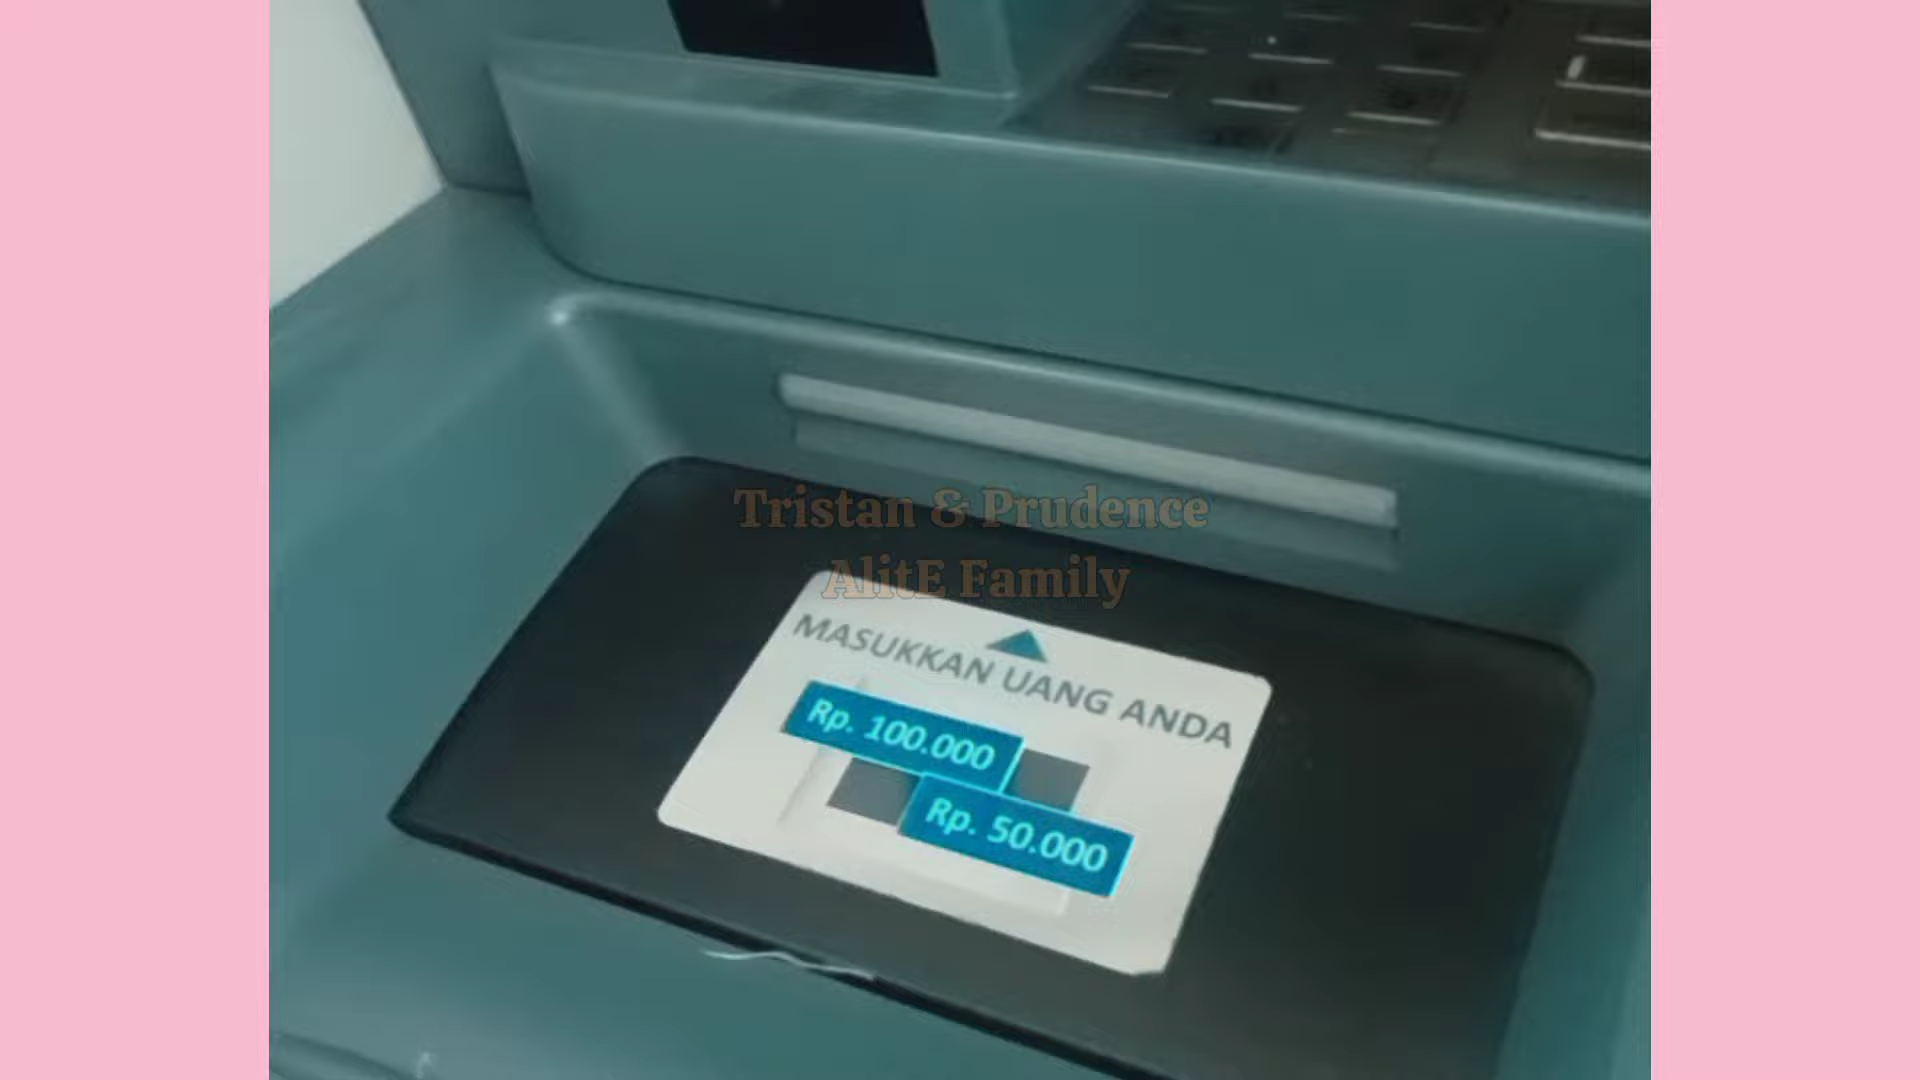 Tristan & Prudence
AlitE Family
MASUKKAN UANG ANDA
Rp. 100.000
Rp. 50.000